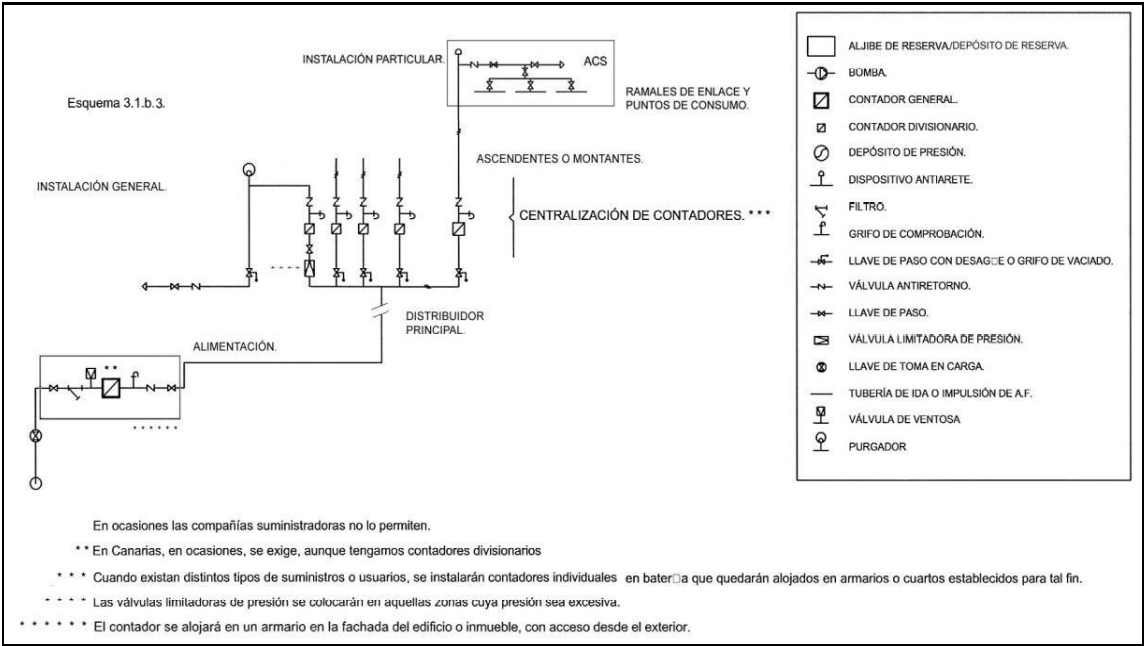 INSTALACIÓN PARTICULAR.
ACS
RAMALES DE ENLACE Y
PUNTOS DE CONSUMO.
Esquema 3.1.b.3.
ASCENDENTES O MONTANTES.
INSTALACIÓN GENERAL.
CENTRALIZACIÓN DE CONTADORES. * * *
* * * *
DISTRIBUIDOR
PRINCIPAL.
ALIMENTACIÓN.
* *
* * * * * *
ALJIBE DE RESERVA/DEPÓSITO DE RESERVA.
BOMBA.
CONTADOR GENERAL.
CONTADOR DIVISIONARIO.
DEPÓSITO DE PRESIÓN.
DISPOSITIVO ANTIARETE.
FILTRO.
GRIFO DE COMPROBACIÓN.
LLAVE DE PASO CON DESAG□E O GRIFO DE VACIADO.
VÁLVULA ANTIRETORNO.
LLAVE DE PASO.
VÁLVULA LIMITADORA DE PRESIÓN.
LLAVE DE TOMA EN CARGA.
TUBERÍA DE IDA O IMPULSIÓN DE A.F.
VÁLVULA DE VENTOSA
PURGADOR
En ocasiones las compañías suministradoras no lo permiten.
* * En Canarias, en ocasiones, se exige, aunque tengamos contadores divisionarios
* * * Cuando existan distintos tipos de suministros o usuarios, se instalarán contadores individuales en bater□a que quedarán alojados en armarios o cuartos establecidos para tal fin.
* * * * Las válvulas limitadoras de presión se colocarán en aquellas zonas cuya presión sea excesiva.
* * * * * * El contador se alojará en un armario en la fachada del edificio o inmueble, con acceso desde el exterior.